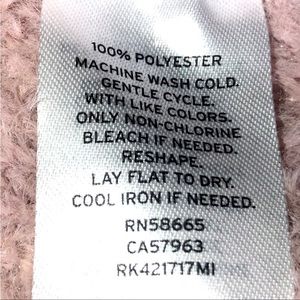 100% POLYESTER
MACHINE WASH COLD.
GENTLE CYCLE.
WITH LIKE COLORS.
ONLY NON-CHLORINE
BLEACH IF NEEDED.
RESHAPE.
LAY FLAT TO DRY.
COOL IRON IF NEEDED.
RN58665
CA57963
RK421717MI